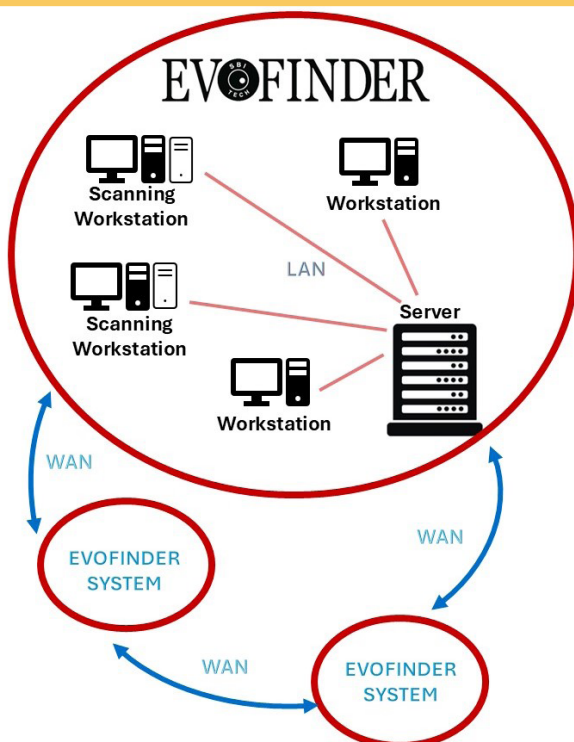 EVOFINDER
SBI
TECH
Scanning
Workstation
Workstation
LAN
Scanning
Workstation
Server
Workstation
WAN
WAN
EVOFINDER
SYSTEM
WAN
EVOFINDER
SYSTEM